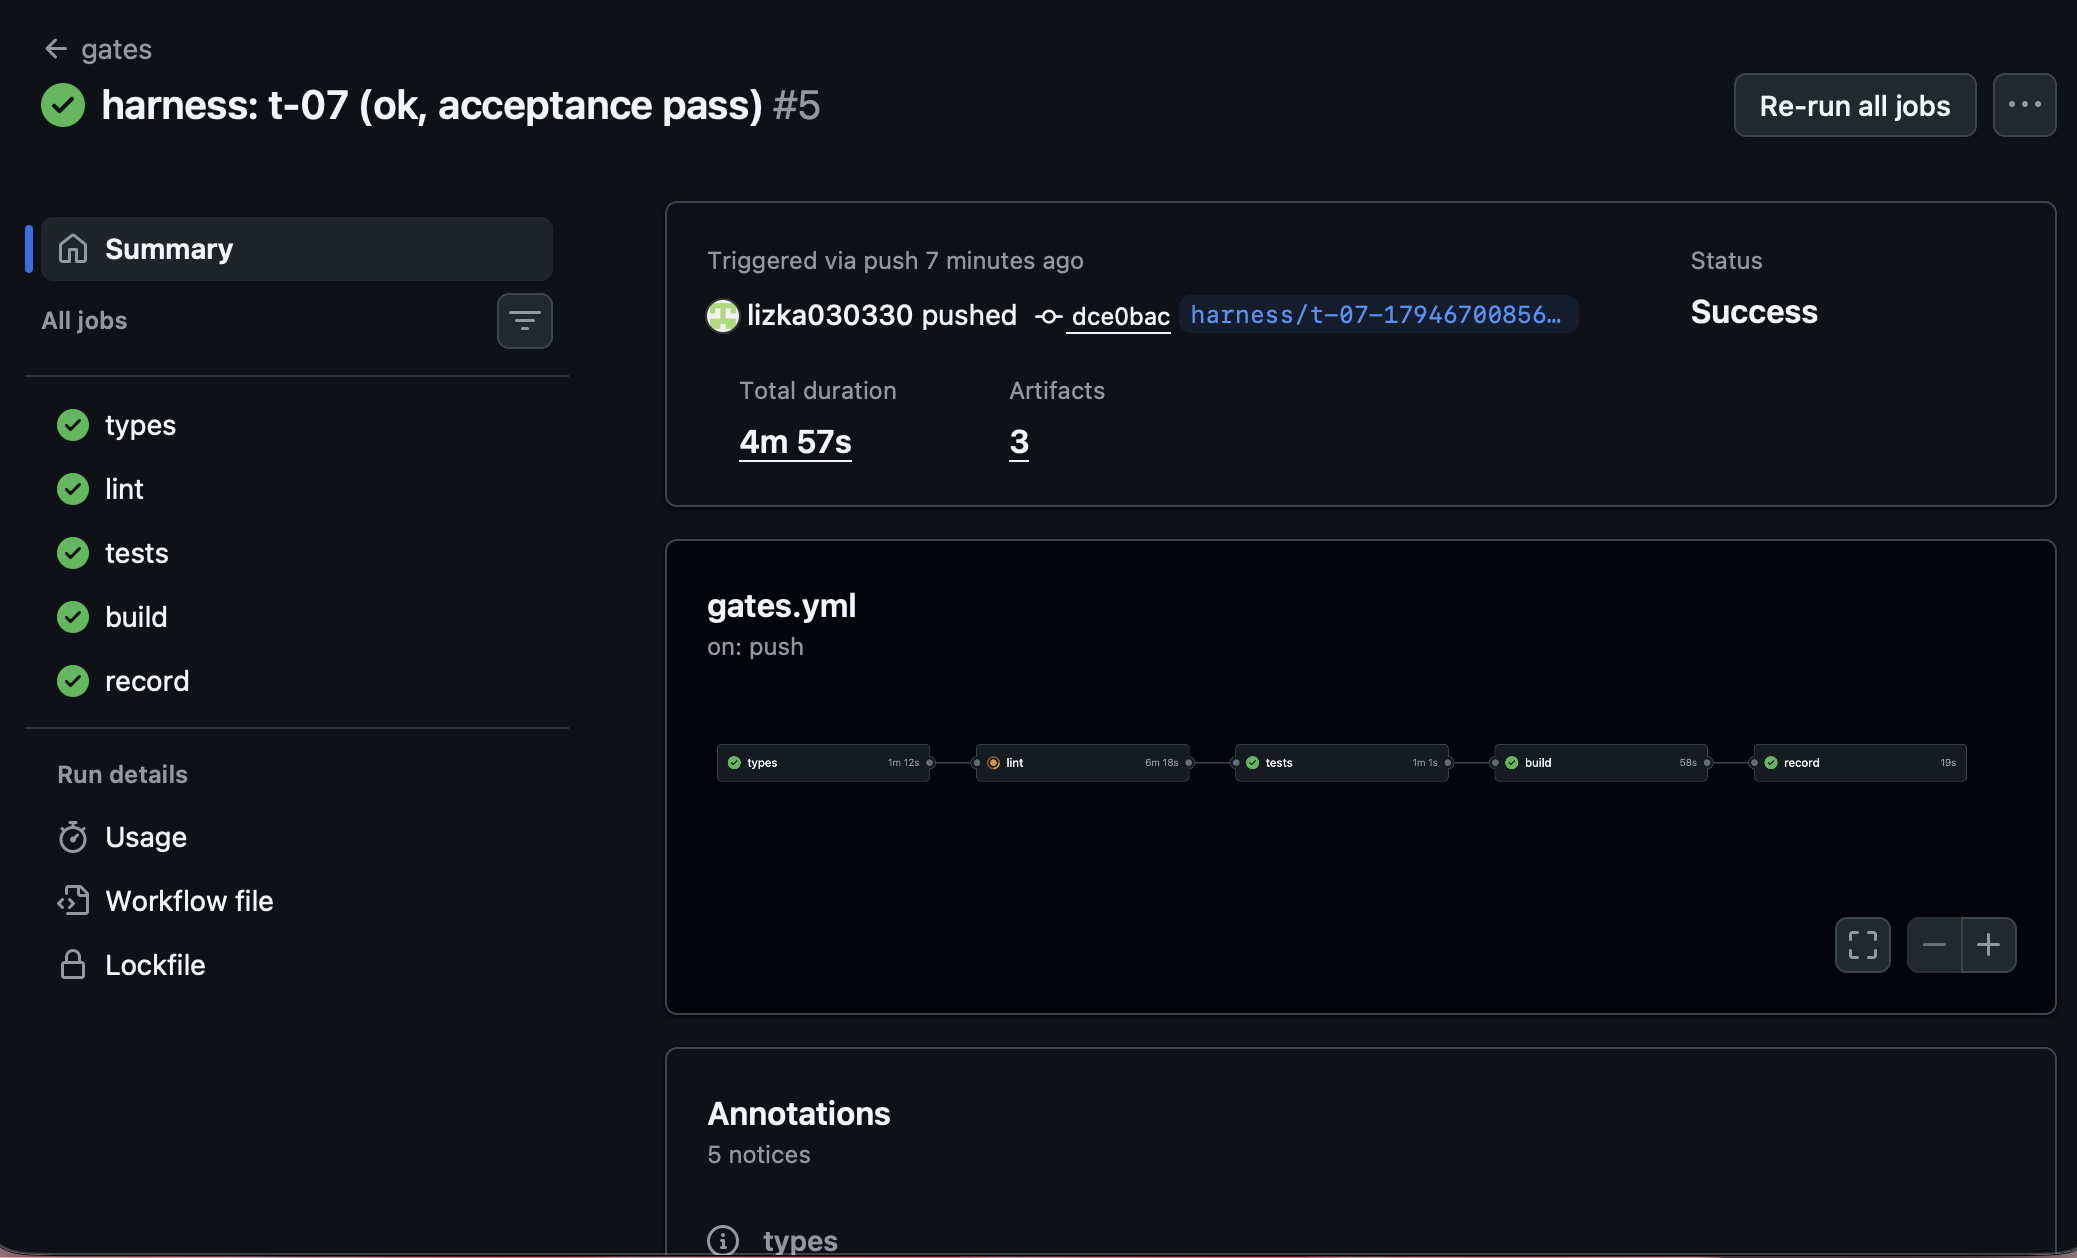 gates
harness: t-07 (ok, acceptance pass) #5
Re-run all jobs
Summary
All jobs
types
lint
tests
build
record
Run details
Usage
Workflow file
Lockfile
Triggered via push 7 minutes ago
Status
lizka030330 pushed dce0bac harness/t-07-17946700856…
Success
Total duration
Artifacts
4m 57s
3
gates.yml
on: push
types 1m 12s
lint 6m 18s
tests 1m 1s
build 58s
record 19s
Annotations
5 notices
types